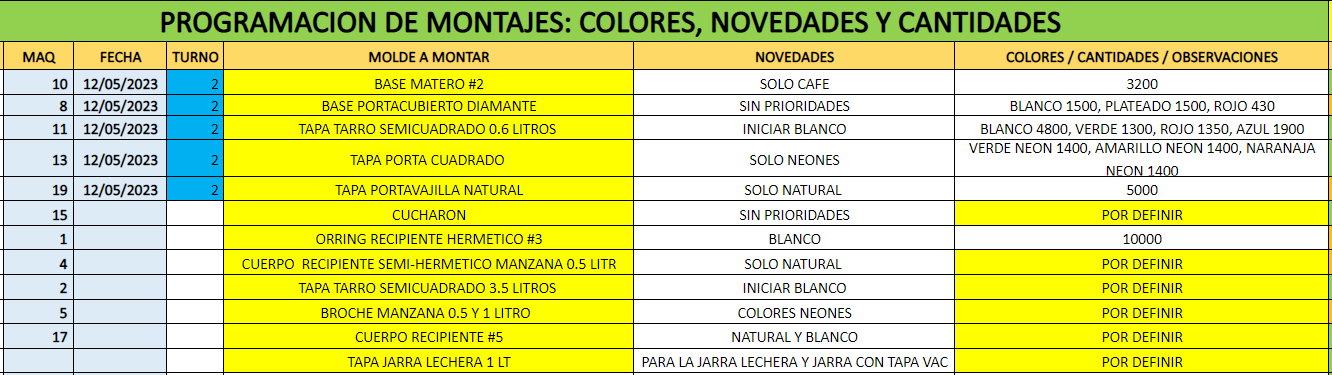 PROGRAMACION DE MONTAJES: COLORES, NOVEDADES Y CANTIDADES
MAQ FECHA TURNO MOLDE A MONTAR NOVEDADES COLORES / CANTIDADES / OBSERVACIONES
10 12/05/2023 2 BASE MATERO #2 SOLO CAFE 3200
8 12/05/2023 2 BASE PORTACUBIERTO DIAMANTE SIN PRIORIDADES BLANCO 1500, PLATEADO 1500, ROJO 430
11 12/05/2023 2 TAPA TARRO SEMICUADRADO 0.6 LITROS INICIAR BLANCO BLANCO 4800, VERDE 1300, ROJO 1350, AZUL 1900
13 12/05/2023 2 TAPA PORTA CUADRADO SOLO NEONES VERDE NEON 1400, AMARILLO NEON 1400, NARANAJA
NEON 1400
19 12/05/2023 2 TAPA PORTAVAJILLA NATURAL SOLO NATURAL 5000
15 CUCHARON SIN PRIORIDADES POR DEFINIR
1 ORRING RECIPIENTE HERMETICO #3 BLANCO 10000
4 CUERPO RECIPIENTE SEMI-HERMETICO MANZANA 0.5 LITR SOLO NATURAL POR DEFINIR
2 TAPA TARRO SEMICUADRADO 3.5 LITROS INICIAR BLANCO POR DEFINIR
5 BROCHE MANZANA 0.5 Y 1 LITRO COLORES NEONES POR DEFINIR
17 CUERPO RECIPIENTE #5 NATURAL Y BLANCO POR DEFINIR
TAPA JARRA LECHERA 1 LT PARA LA JARRA LECHERA Y JARRA CON TAPA VAC POR DEFINIR